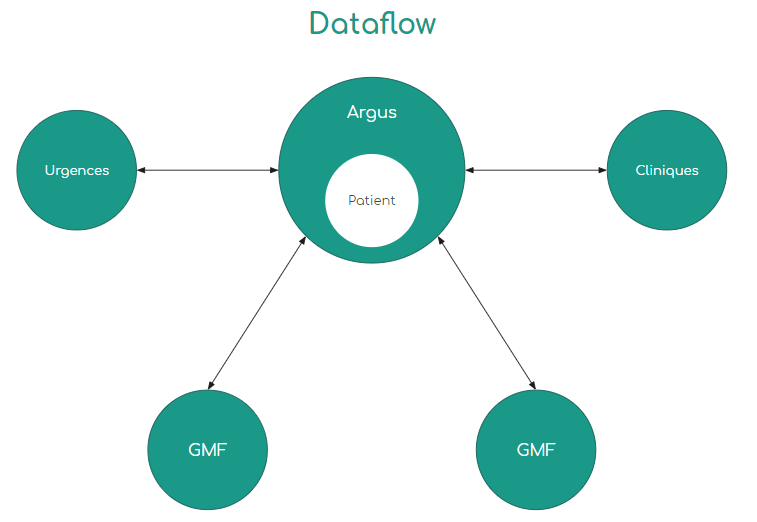 Dataflow
Argus
Urgences
Patient
Cliniques
GMF
GMF